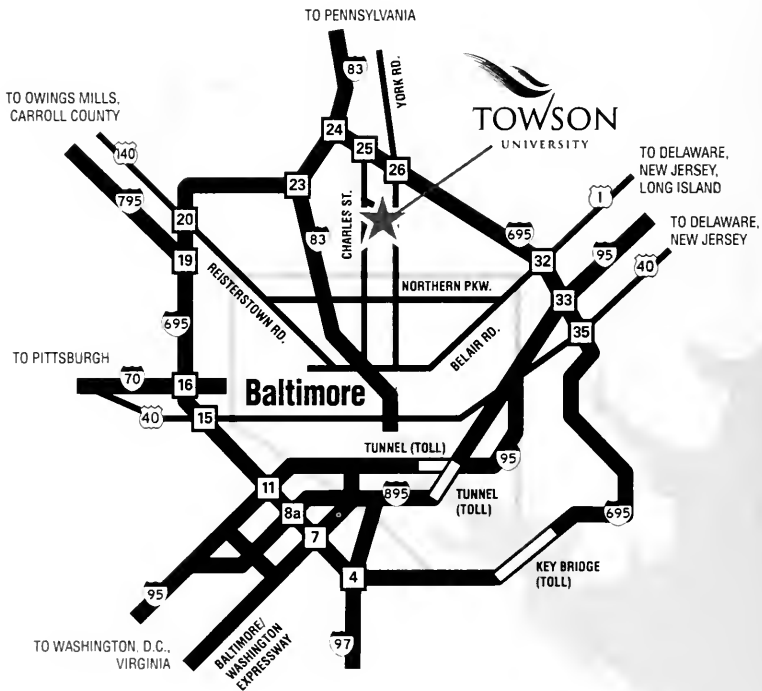 TO PENNSYLVANIA
83
YORK RD.
TOWSON
UNIVERSITY
TO OWINGS MILLS,
CARROLL COUNTY
140
795
24
25
26
23
TO DELAWARE,
NEW JERSEY,
LONG ISLAND
1
20
CHARLES ST.
83
695
TO DELAWARE,
NEW JERSEY
95
40
19
32
REISTERSTOWN RD.
NORTHERN PKW.
33
695
35
BELAIR RD.
TO PITTSBURGH
70
16
Baltimore
40
15
TUNNEL (TOLL)
95
11
895
TUNNEL
(TOLL)
8a
695
7
4
KEY BRIDGE
(TOLL)
95
TO WASHINGTON, D.C.,
VIRGINIA
BALTIMORE/
WASHINGTON
EXPRESSWAY
97